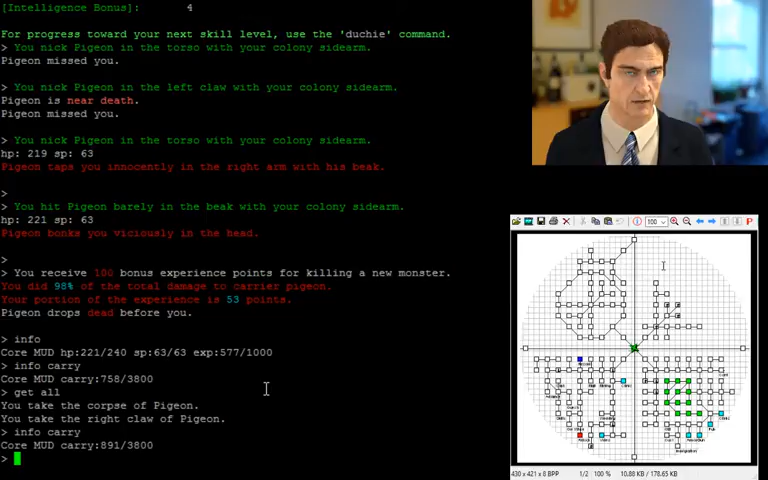 [Intelligence Bonus]:    4
For progress toward your next skill level, use the 'duchie' command.
> You nick Pigeon in the torso with your colony sidearm.
Pigeon missed you.
> You nick Pigeon in the left claw with your colony sidearm.
Pigeon is near death.
Pigeon missed you.
> You nick Pigeon in the torso with your colony sidearm.
hp: 219 sp: 63
Pigeon taps you innocently in the right arm with his beak.
>
> You hit Pigeon barely in the beak with your colony sidearm.
hp: 221 sp: 63
Pigeon bonks you viciously in the head.
>
> You receive 100 bonus experience points for killing a new monster.
You did 98% of the total damage to carrier pigeon.
Your portion of the experience is 53 points.
Pigeon drops dead before you.
> info
Core MUD hp:221/240 sp:63/63 exp:577/1000
> info carry
Core MUD carry:758/3800
> get all
You take the corpse of Pigeon.
You take the right claw of Pigeon.
> info carry
Core MUD carry:891/3800
>
100
430 x 421 x 8 BPP
1/2
100 %
10.88 KB / 178.65 KB